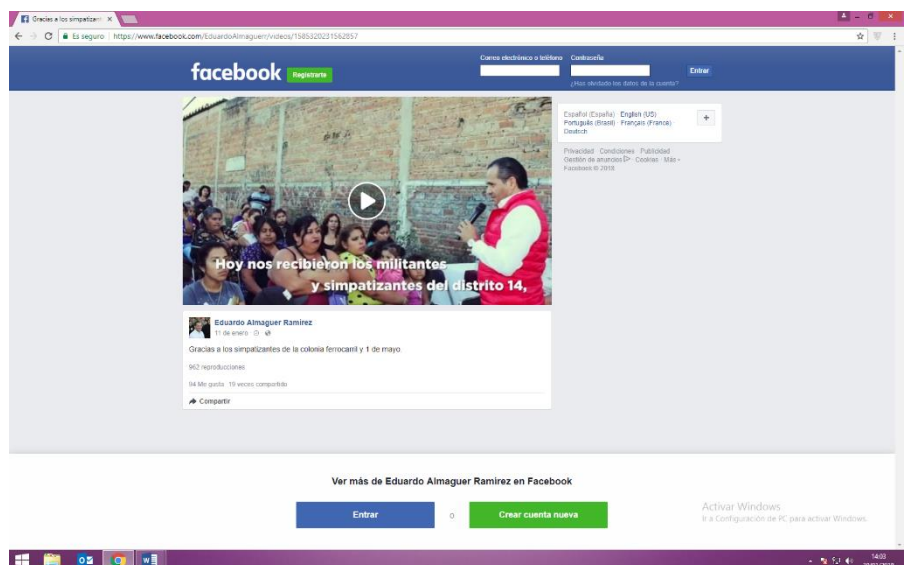 Gracias a los simpatizan
Es seguro https://www.facebook.com/EduardoAlmaguerr/videos/1585320231562857
facebook
Registrarte
Correo electrónico o teléfono
Contraseña
Entrar
¿Has olvidado los datos de la cuenta?
Hoy nos recibieron los militantes
y simpatizantes del distrito 14,
Español (España) · English (US) ·
Português (Brasil) · Français (France) ·
Deutsch
Privacidad · Condiciones · Publicidad ·
Gestión de anuncios · Cookies · Más
Facebook © 2018
Eduardo Almaguer Ramírez
11 de enero
Gracias a los simpatizantes de la colonia ferrocarril y 1 de mayo
962 reproducciones
94 Me gusta 19 veces compartido
Compartir
Ver más de Eduardo Almaguer Ramírez en Facebook
Entrar
o
Crear cuenta nueva
Activar Windows
Ir a Configuración de PC para activar Windows.
14:03